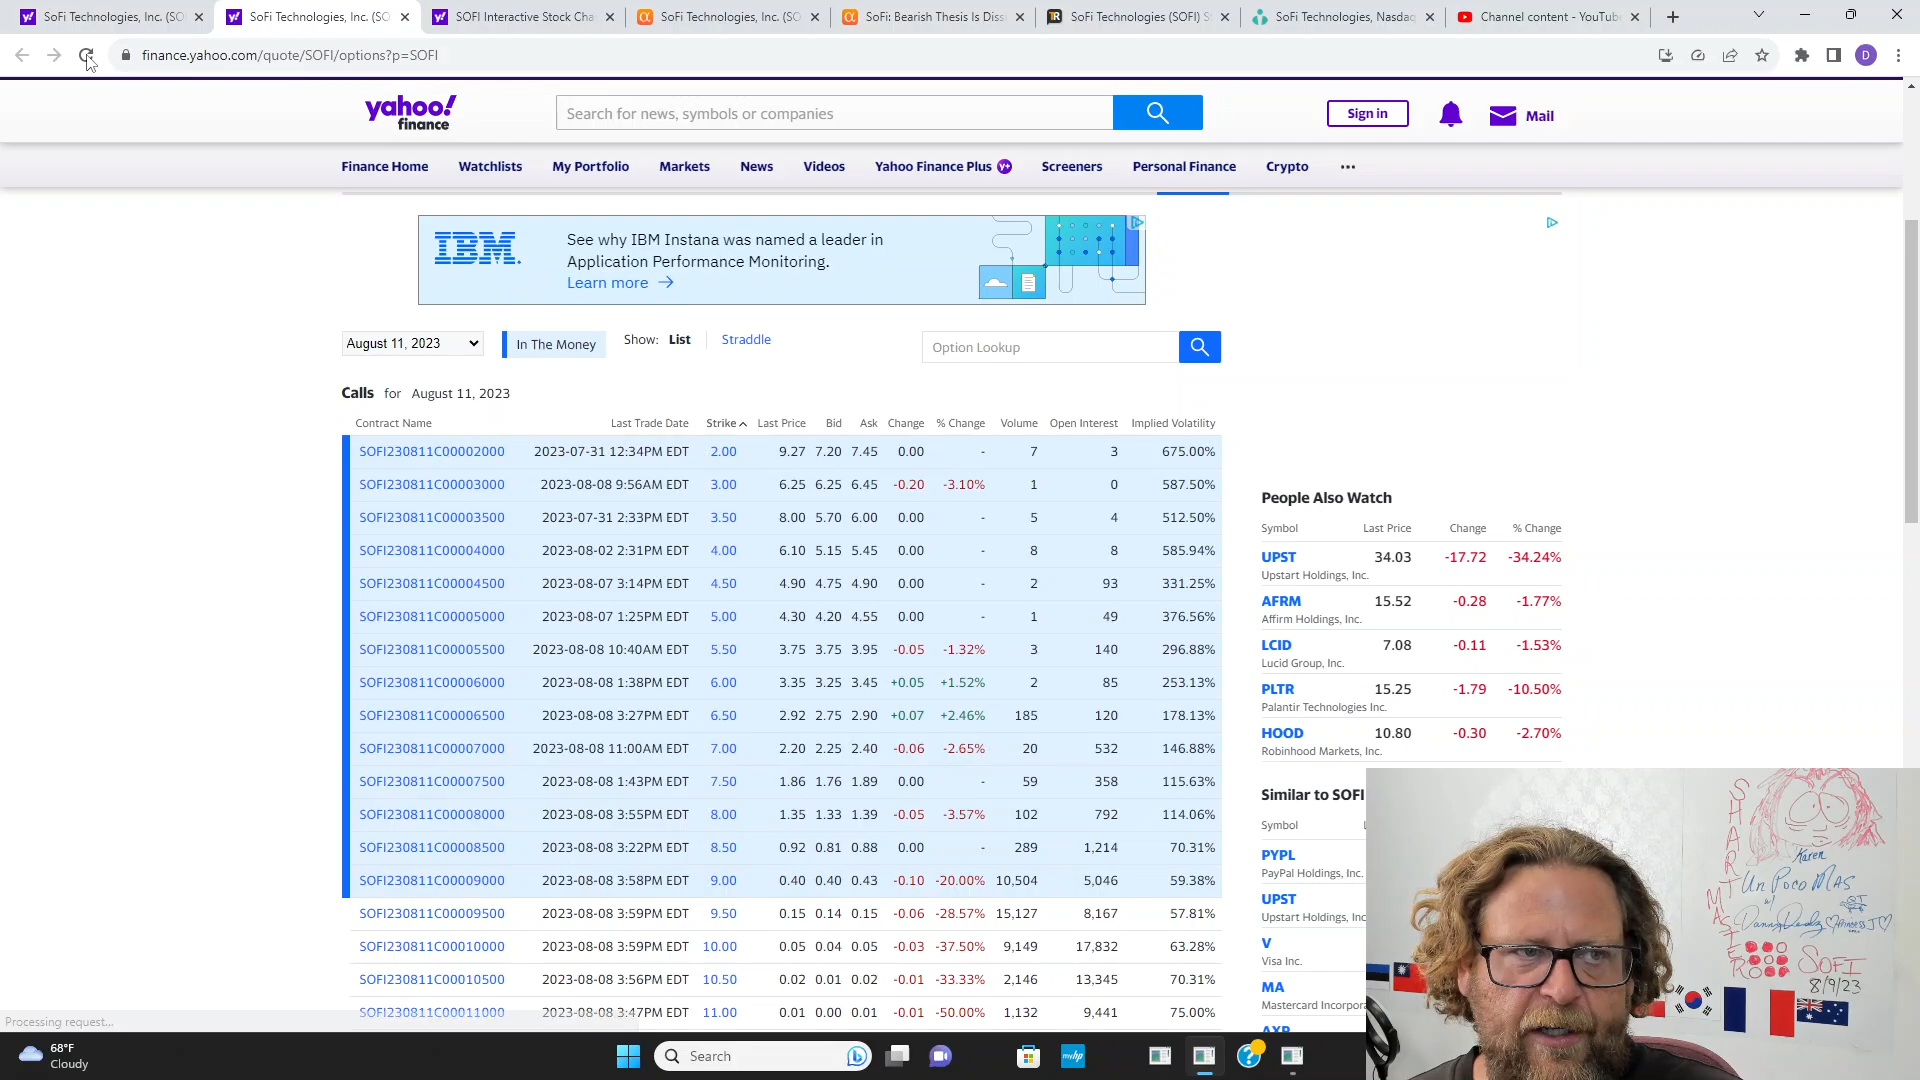 SoFi Technologies, Inc. (SO
SoFi Technologies, Inc. (SO
SOFI Interactive Stock Cha
SoFi Technologies, Inc. (SO
SoFi: Bearish Thesis Is Diss
SoFi Technologies (SOFI) S
SoFi Technologies, Nasdaq
Channel content - YouTube
finance.yahoo.com/quote/SOFI/options?p=SOFI
D
yahoo!
finance
Search for news, symbols or companies
Sign in
Mail
Finance Home Watchlists My Portfolio Markets News Videos Yahoo Finance Plus Screeners Personal Finance Crypto ...
IBM
See why IBM Instana was named a leader in
Application Performance Monitoring.
Learn more →
August 11, 2023 In The Money Show: List Straddle Option Lookup
Calls for August 11, 2023
Contract Name Last Trade Date Strike Last Price Bid Ask Change % Change Volume Open Interest Implied Volatility
SOFI230811C00002000 2023-07-31 12:34PM EDT 2.00 9.27 7.20 7.45 0.00 - 7 3 675.00%
SOFI230811C00003000 2023-08-08 9:56AM EDT 3.00 6.25 6.25 6.45 -0.20 -3.10% 1 0 587.50%
SOFI230811C00003500 2023-07-31 2:33PM EDT 3.50 8.00 5.70 6.00 0.00 - 5 4 512.50%
SOFI230811C00004000 2023-08-02 2:31PM EDT 4.00 6.10 5.15 5.45 0.00 - 8 8 585.94%
SOFI230811C00004500 2023-08-07 3:14PM EDT 4.50 4.90 4.75 4.90 0.00 - 2 93 331.25%
SOFI230811C00005000 2023-08-07 1:25PM EDT 5.00 4.30 4.20 4.55 0.00 - 1 49 376.56%
SOFI230811C00005500 2023-08-08 10:40AM EDT 5.50 3.75 3.75 3.95 -0.05 -1.32% 3 140 296.88%
SOFI230811C00006000 2023-08-08 1:38PM EDT 6.00 3.35 3.25 3.45 +0.05 +1.52% 2 85 253.13%
SOFI230811C00006500 2023-08-08 3:27PM EDT 6.50 2.92 2.75 2.90 +0.07 +2.46% 185 120 178.13%
SOFI230811C00007000 2023-08-08 11:00AM EDT 7.00 2.20 2.25 2.40 -0.06 -2.65% 20 532 146.88%
SOFI230811C00007500 2023-08-08 1:43PM EDT 7.50 1.86 1.76 1.89 0.00 - 59 358 115.63%
SOFI230811C00008000 2023-08-08 3:55PM EDT 8.00 1.35 1.33 1.39 -0.05 -3.57% 102 792 114.06%
SOFI230811C00008500 2023-08-08 3:22PM EDT 8.50 0.92 0.81 0.88 0.00 - 289 1,214 70.31%
SOFI230811C00009000 2023-08-08 3:58PM EDT 9.00 0.40 0.40 0.43 -0.10 -20.00% 10,504 5,046 59.38%
SOFI230811C00009500 2023-08-08 3:59PM EDT 9.50 0.15 0.14 0.15 -0.06 -28.57% 15,127 8,167 57.81%
SOFI230811C00010000 2023-08-08 3:59PM EDT 10.00 0.05 0.04 0.05 -0.03 -37.50% 9,149 17,832 63.28%
SOFI230811C00010500 2023-08-08 3:56PM EDT 10.50 0.02 0.01 0.02 -0.01 -33.33% 2,146 13,345 70.31%
SOFI230811C00011000 2023-08-08 3:47PM EDT 11.00 0.01 0.00 0.01 -0.01 -50.00% 1,132 9,441 75.00%
People Also Watch
Symbol Last Price Change % Change
UPST 34.03 -17.72 -34.24%
Upstart Holdings, Inc.
AFRM 15.52 -0.28 -1.77%
Affirm Holdings, Inc.
LCID 7.08 -0.11 -1.53%
Lucid Group, Inc.
PLTR 15.25 -1.79 -10.50%
Palantir Technologies Inc.
HOOD 10.80 -0.30 -2.70%
Robinhood Markets, Inc.
Similar to SOFI
Symbol L
PYPL
PayPal Holdings, Inc.
UPST
Upstart Holdings, Inc
V
Visa Inc.
MA
Mastercard Incorpora
AXP
Karen
Un Poco MAS
w/
SOFI
8/9/23
Processing request...
68°F
Cloudy
Search
myhp